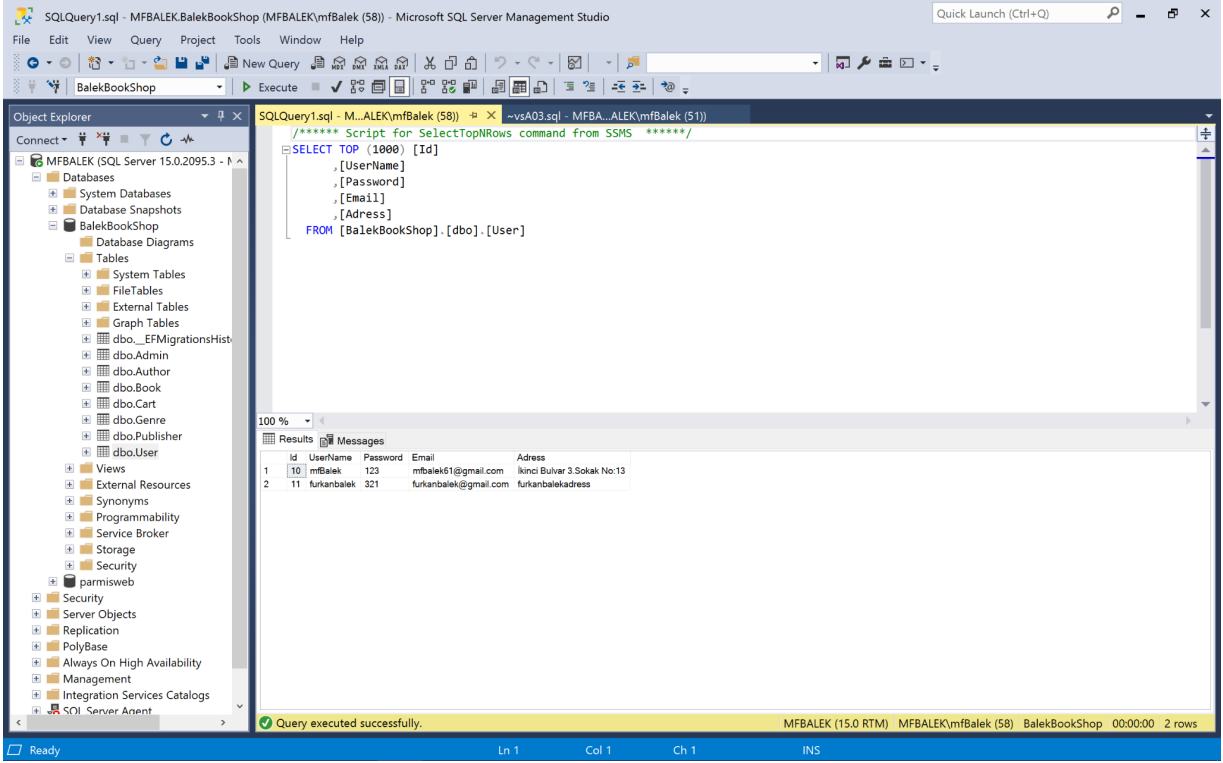 SQLQuery1.sql - MFBALEK.BalekBookShop (MFBALEK\mfBalek (58)) - Microsoft SQL Server Management Studio
Quick Launch (Ctrl+Q)
File Edit View Query Project Tools Window Help
New Query MDX DMX XMLA DAX
BalekBookShop
Execute
Object Explorer
SQLQuery1.sql - M...ALEK\mfBalek (58))
~vsA03.sql - MFBA...ALEK\mfBalek (51))
Connect
MFBALEK (SQL Server 15.0.2095.3 - M
Databases
System Databases
Database Snapshots
BalekBookShop
Database Diagrams
Tables
System Tables
FileTables
External Tables
Graph Tables
dbo.__EFMigrationsHist
dbo.Admin
dbo.Author
dbo.Book
dbo.Cart
dbo.Genre
dbo.Publisher
dbo.User
Views
External Resources
Synonyms
Programmability
Service Broker
Storage
Security
parmisweb
Security
Server Objects
Replication
PolyBase
Always On High Availability
Management
Integration Services Catalogs
SQL Server Agent
/****** Script for SelectTopNRows command from SSMS ******/
SELECT TOP (1000) [Id]
,[UserName]
,[Password]
,[Email]
,[Adress]
FROM [BalekBookShop].[dbo].[User]
100 %
Results Messages
Id UserName Password Email Adress
1 10 mfBalek 123 mfbalek61@gmail.com İkinci Bulvar 3.Sokak No:13
2 11 furkanbalek 321 furkanbalek@gmail.com furkanbalekadress
Query executed successfully.
MFBALEK (15.0 RTM) MFBALEK\mfBalek (58) BalekBookShop 00:00:00 2 rows
Ready Ln 1 Col 1 Ch 1 INS